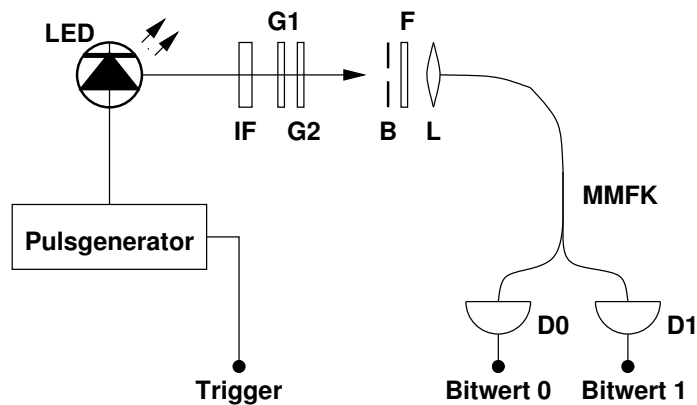 LED
G1
F
IF
G2
B
L
MMFK
Pulsgenerator
D0
D1
Trigger
Bitwert 0
Bitwert 1